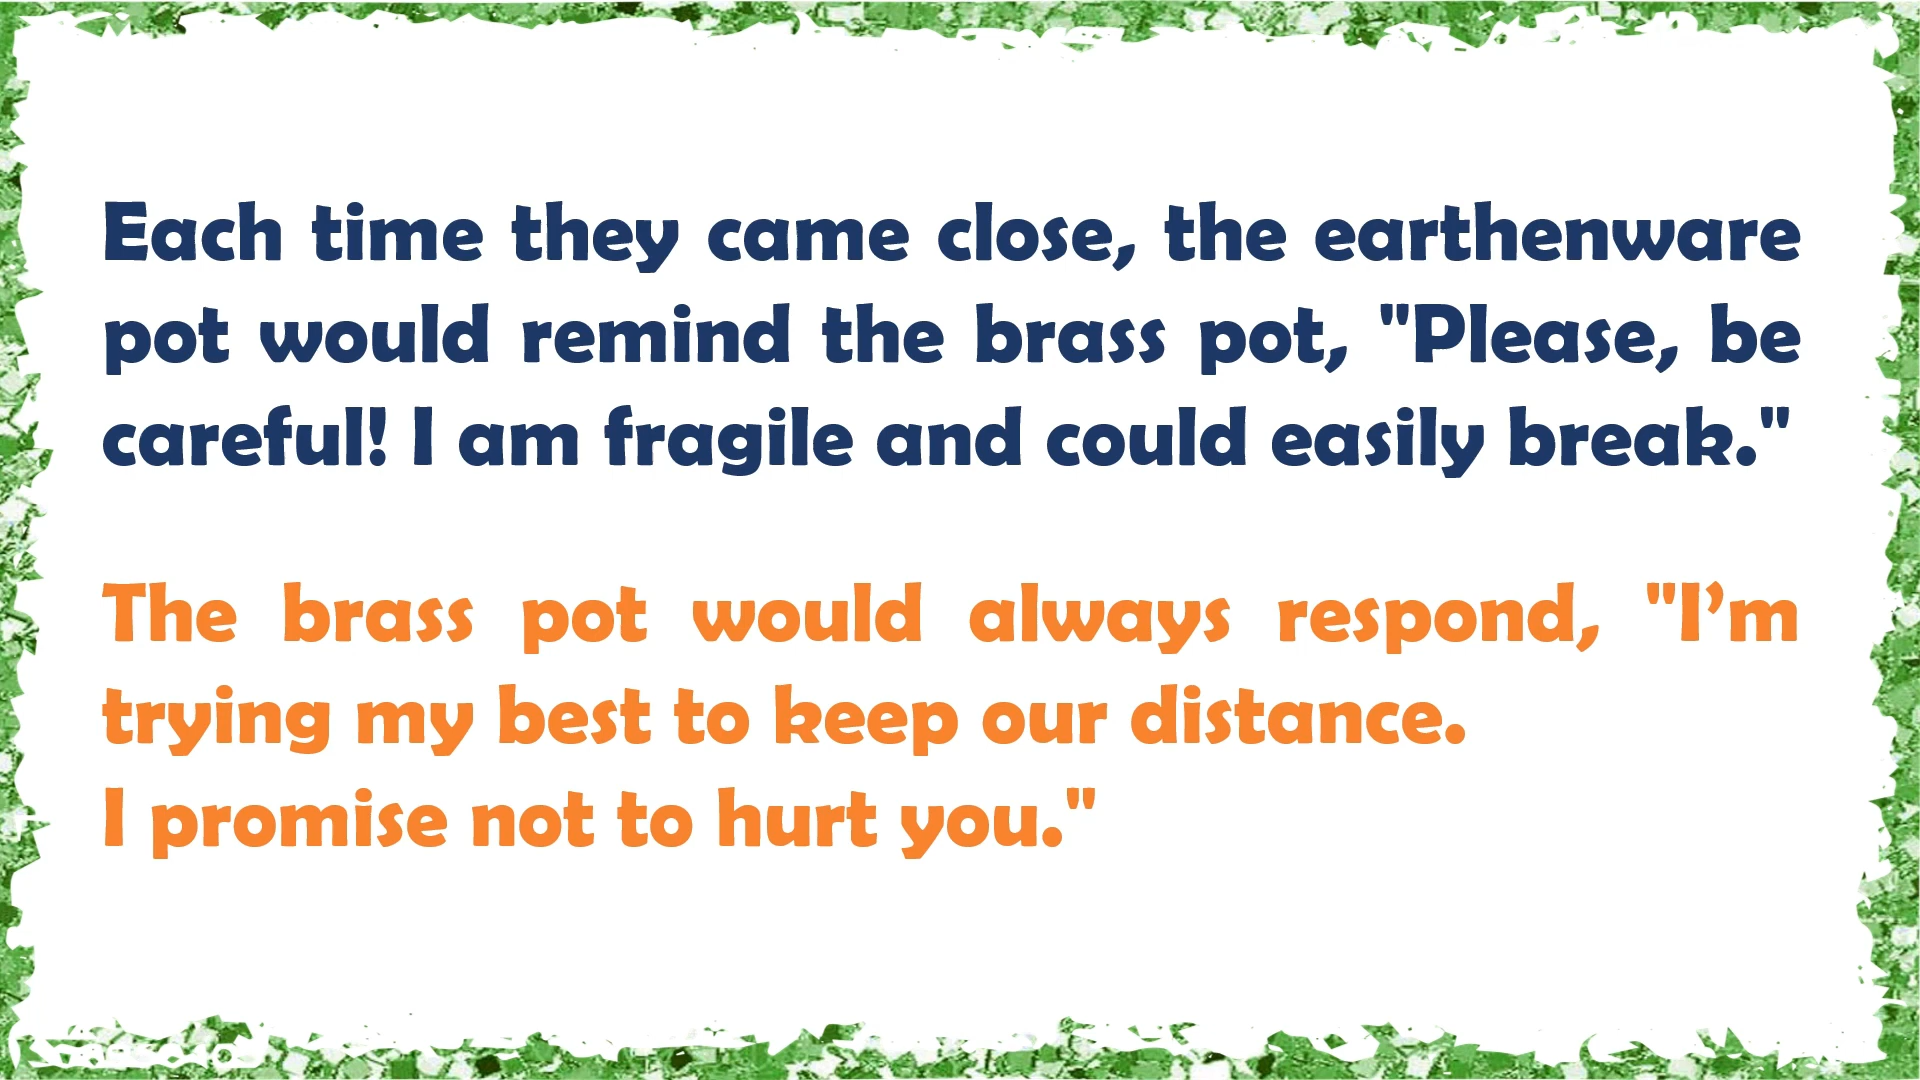 Each time they came close, the earthenware
pot would remind the brass pot, "Please, be
careful! I am fragile and could easily break."
The brass pot would always respond, "I’m
trying my best to keep our distance.
I promise not to hurt you."